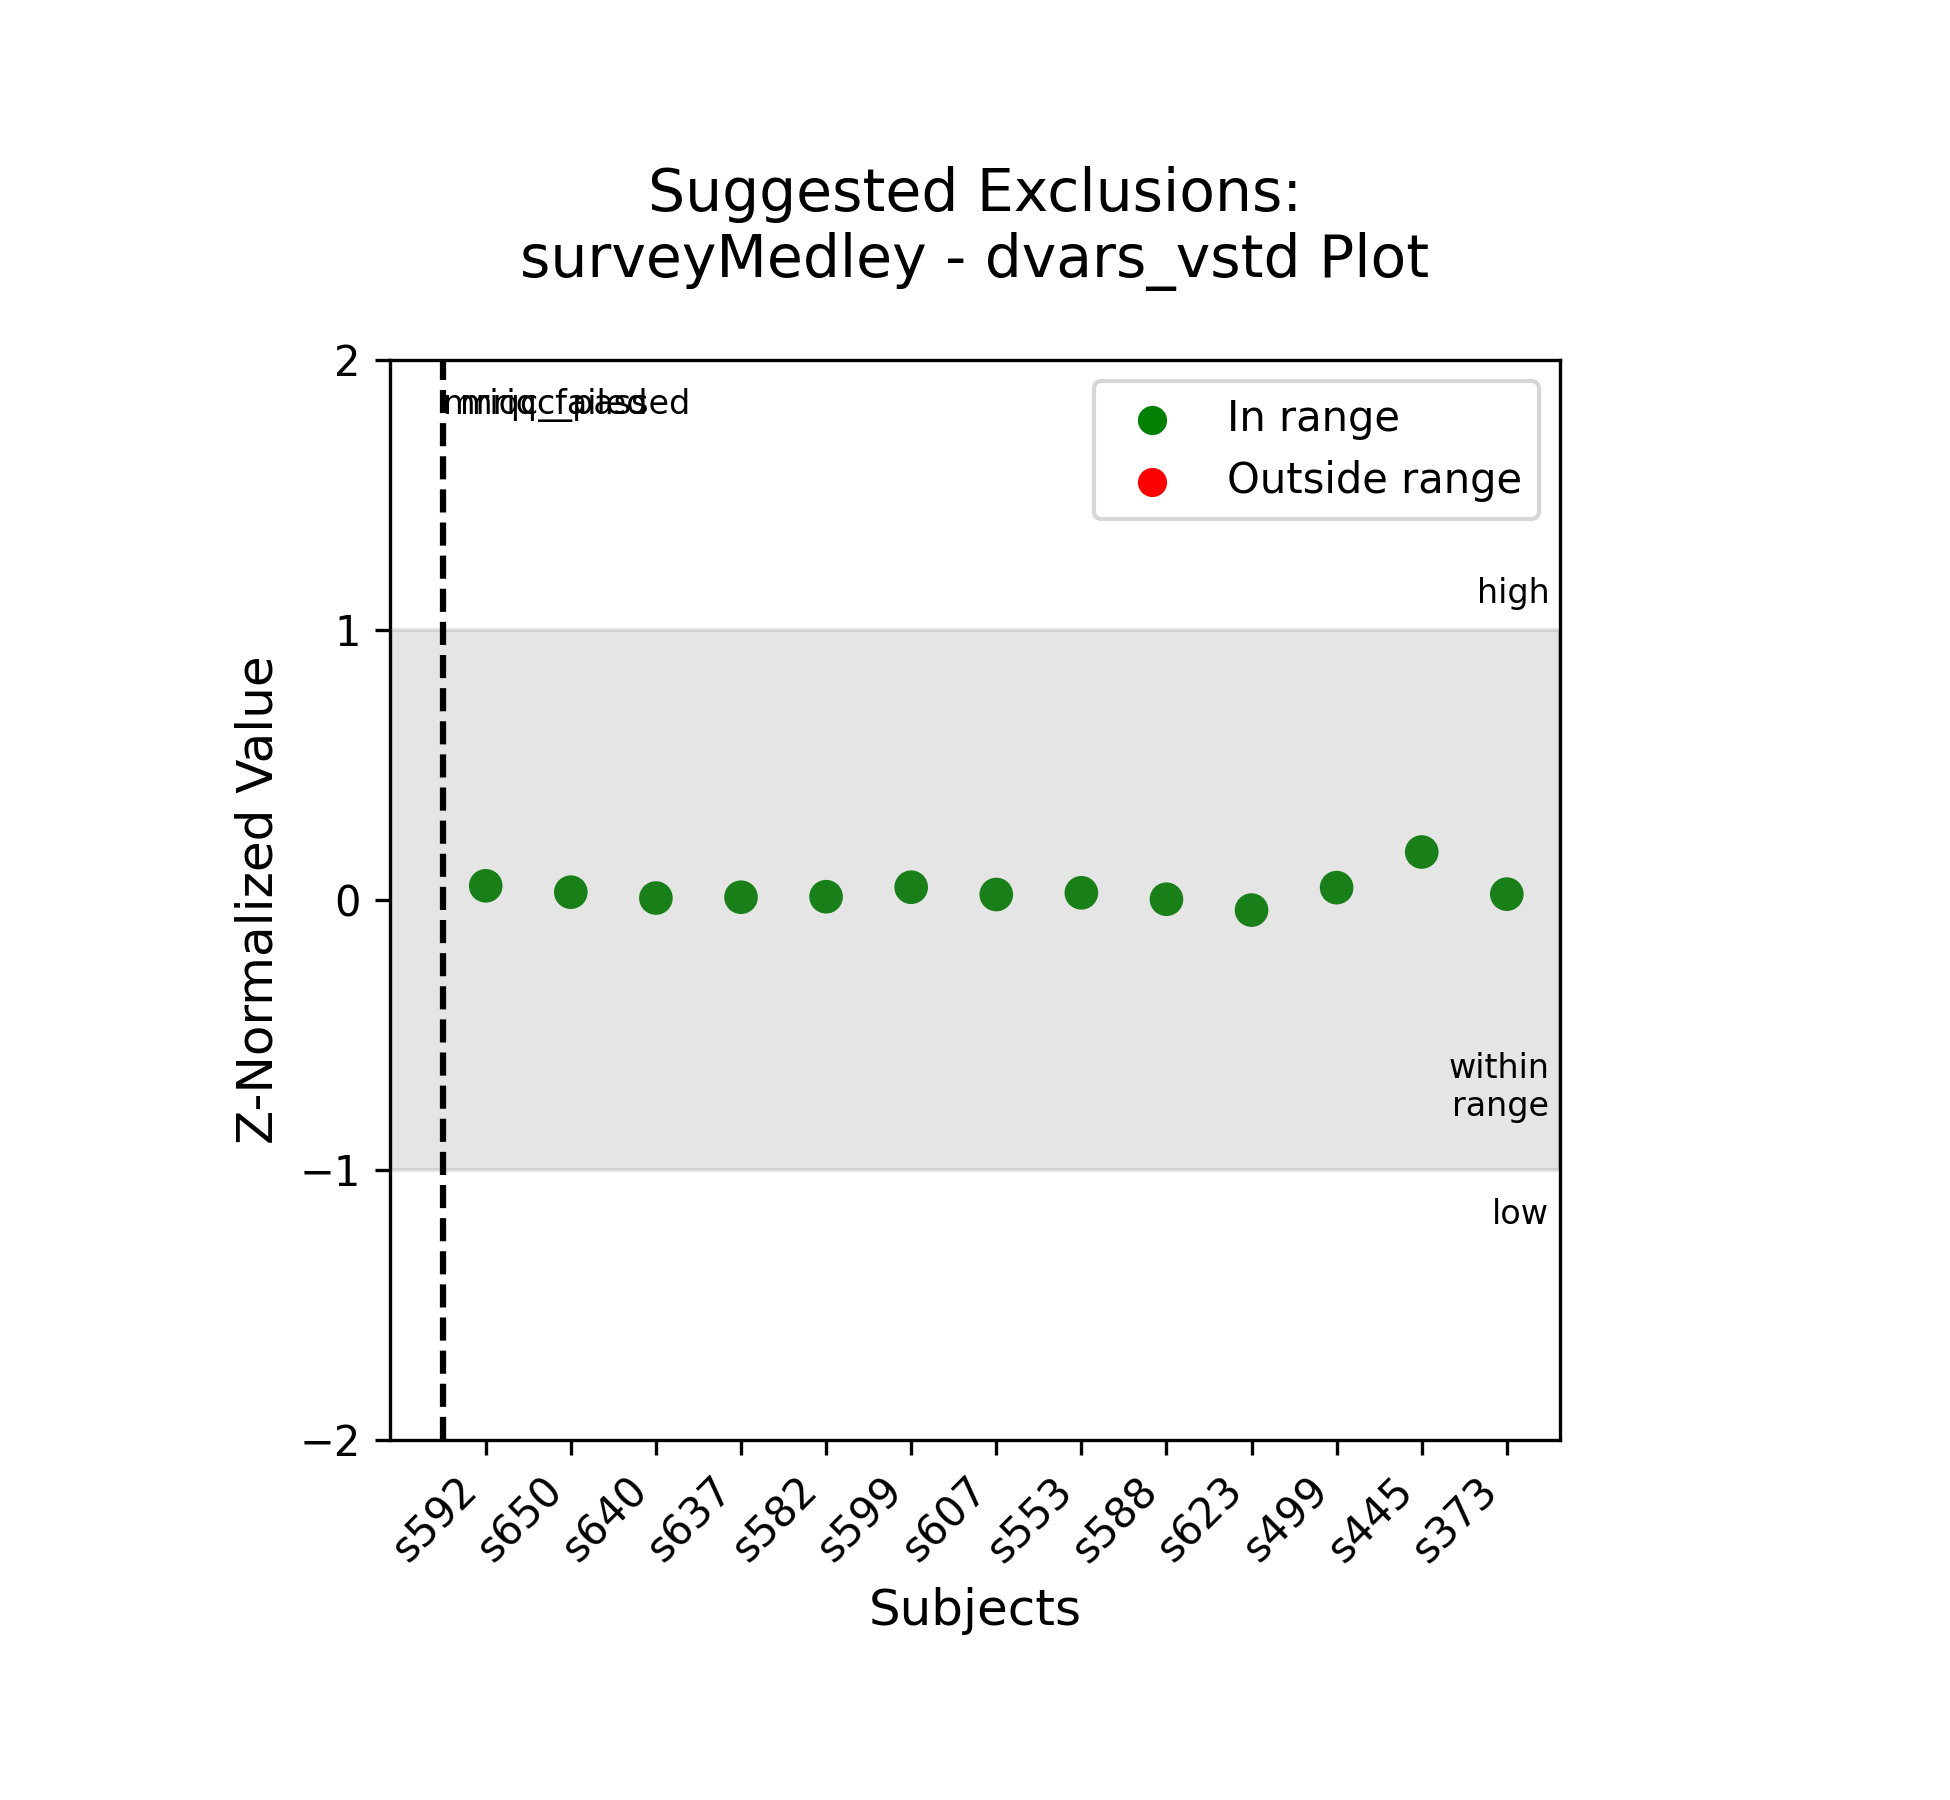 Suggested Exclusions:
surveyMedley - dvars_vstd Plot
2
1
0
−1
−2
Z-Normalized Value
In range
Outside range
high
within
range
low
s592
s650
s640
s637
s582
s599
s607
s553
s588
s623
s499
s445
s373
Subjects